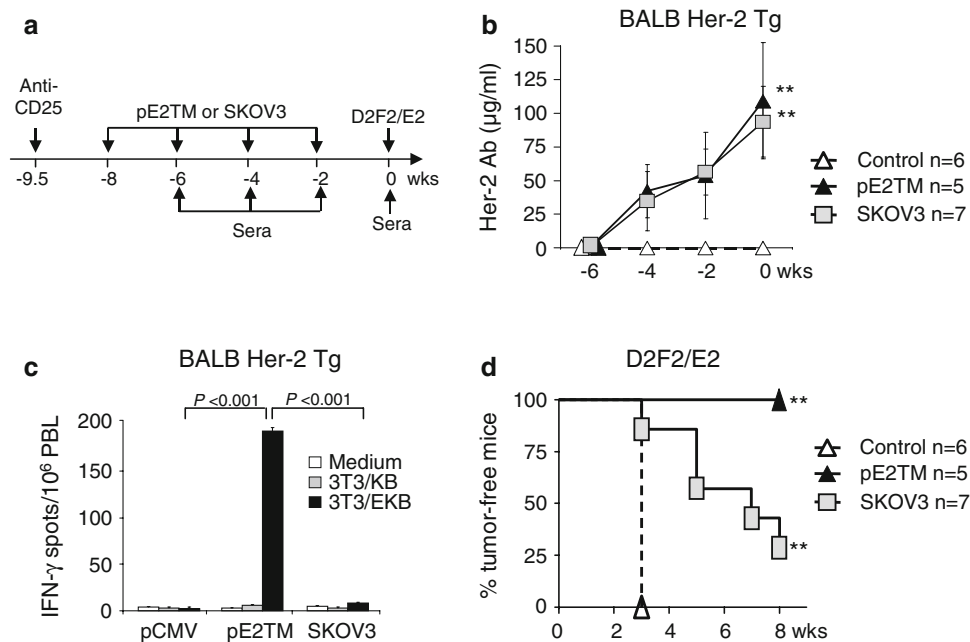 a
Anti-
CD25
pE2TM or SKOV3
D2F2/E2
-9.5 -8 -6 -4 -2 0 wks
Sera
Sera
b
BALB Her-2 Tg
Her-2 Ab (µg/ml)
150
125
100
75
50
25
0
**
**
-6 -4 -2 0 wks
Control n=6
pE2TM n=5
SKOV3 n=7
c
BALB Her-2 Tg
P <0.001 P <0.001
IFN-γ spots/10⁶ PBL
200
150
100
50
0
Medium
3T3/KB
3T3/EKB
pCMV pE2TM SKOV3
d
D2F2/E2
% tumor-free mice
100
75
50
25
0
**
**
0 2 4 6 8 wks
Control n=6
pE2TM n=5
SKOV3 n=7